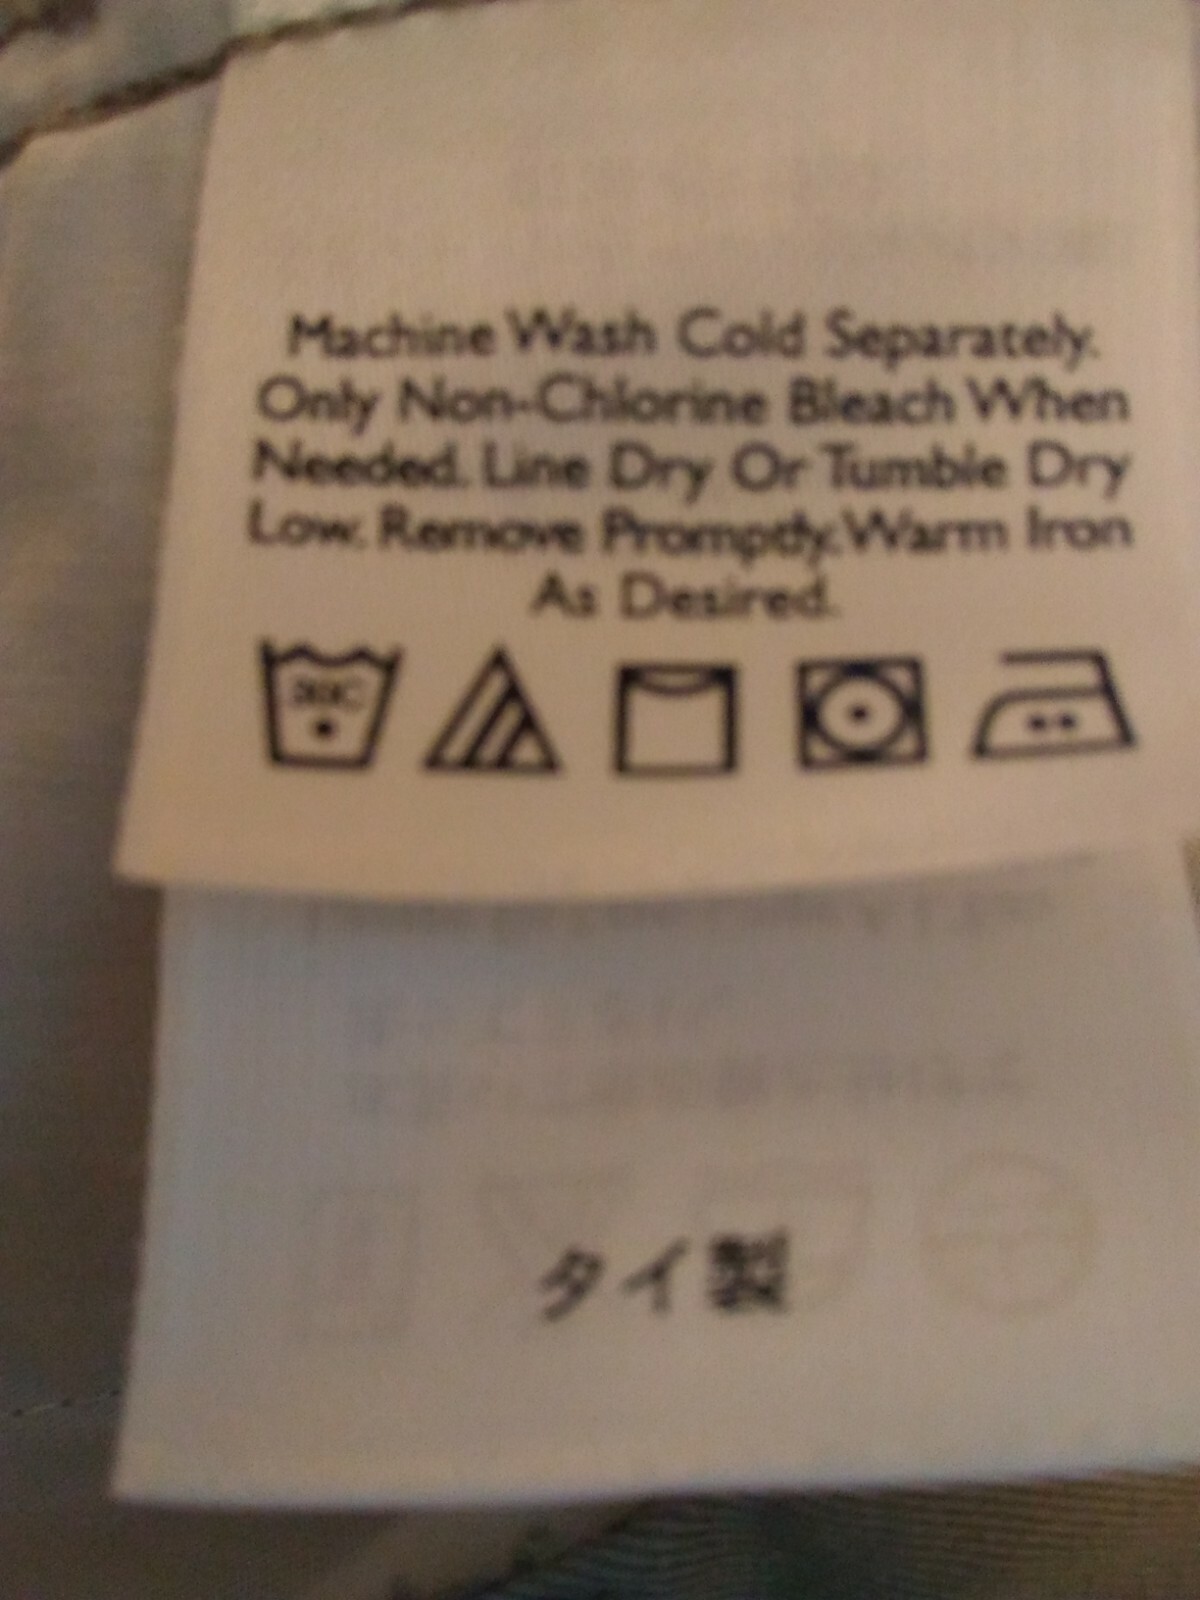 Machine Wash Cold Separately.
Only Non-Chlorine Bleach When
Needed. Line Dry Or Tumble Dry
Low. Remove Promptly. Warm Iron
As Desired.
30C
タイ製